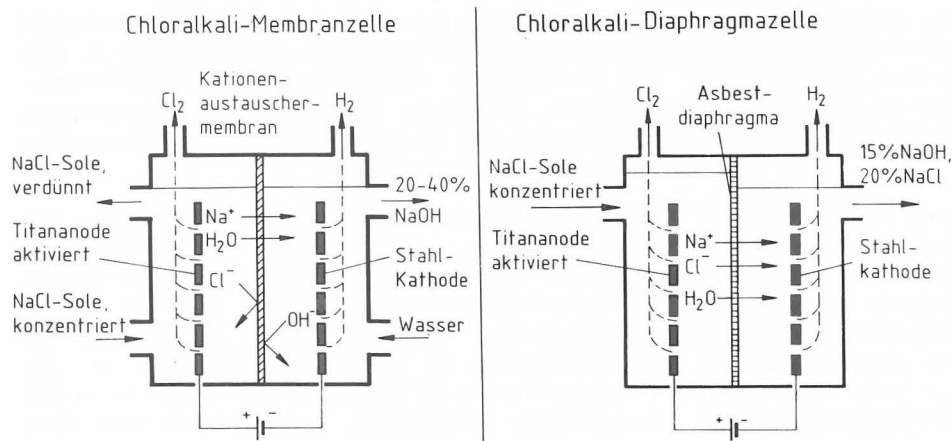 Chloralkali-Membranzelle
Cl₂
Kationen-
austauscher-
membran
H₂
NaCl-Sole,
verdünnt
Titananode
aktiviert
NaCl-Sole,
konzentriert
Na⁺
H₂O
Cl⁻
OH⁻
20-40%
NaOH
Stahl-
Kathode
Wasser
+ -
Chloralkali-Diaphragmazelle
Cl₂
Asbest-
diaphragma
H₂
NaCl-Sole
konzentriert
Titananode
aktiviert
Na⁺
Cl⁻
H₂O
15%NaOH,
20%NaCl
Stahl-
kathode
+ -